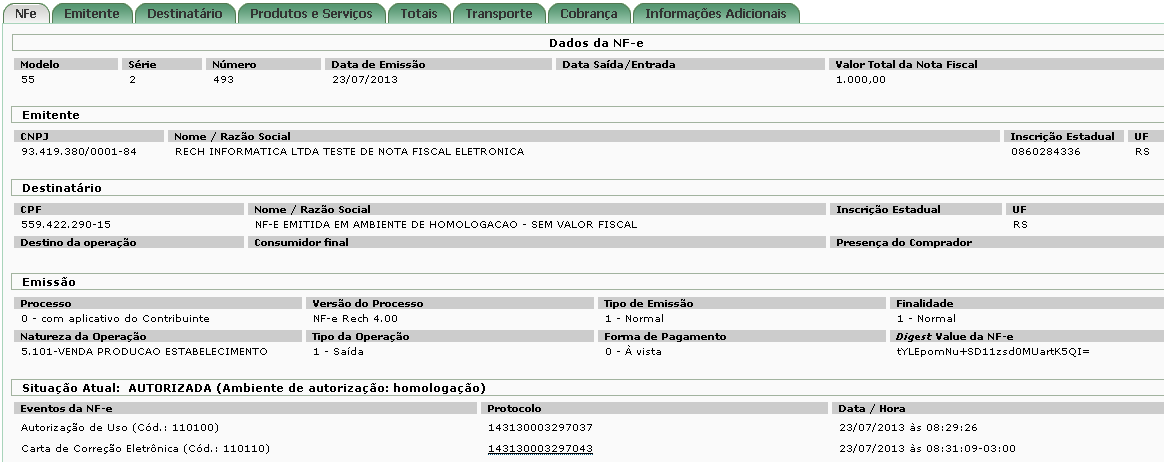 NFe Emitente Destinatário Produtos e Serviços Totais Transporte Cobrança Informações Adicionais
Dados da NF-e
Modelo Série Número Data de Emissão Data Saída/Entrada Valor Total da Nota Fiscal
55 2 493 23/07/2013 1.000,00
Emitente
CNPJ Nome / Razão Social Inscrição Estadual UF
93.419.380/0001-84 RECH INFORMATICA LTDA TESTE DE NOTA FISCAL ELETRONICA 0860284336 RS
Destinatário
CPF Nome / Razão Social Inscrição Estadual UF
559.422.290-15 NF-E EMITIDA EM AMBIENTE DE HOMOLOGACAO - SEM VALOR FISCAL RS
Destino da operação Consumidor final Presença do Comprador
Emissão
Processo Versão do Processo Tipo de Emissão Finalidade
0 - com aplicativo do Contribuinte NF-e Rech 4.00 1 - Normal 1 - Normal
Natureza da Operação Tipo da Operação Forma de Pagamento Digest Value da NF-e
5.101-VENDA PRODUCAO ESTABELECIMENTO 1 - Saída 0 - À vista tYLEpomNu+SD11zsd0MUartK5QI=
Situação Atual: AUTORIZADA (Ambiente de autorização: homologação)
Eventos da NF-e Protocolo Data / Hora
Autorização de Uso (Cód.: 110100) 143130003297037 23/07/2013 às 08:29:26
Carta de Correção Eletrônica (Cód.: 110110) 143130003297043 23/07/2013 às 08:31:09-03:00